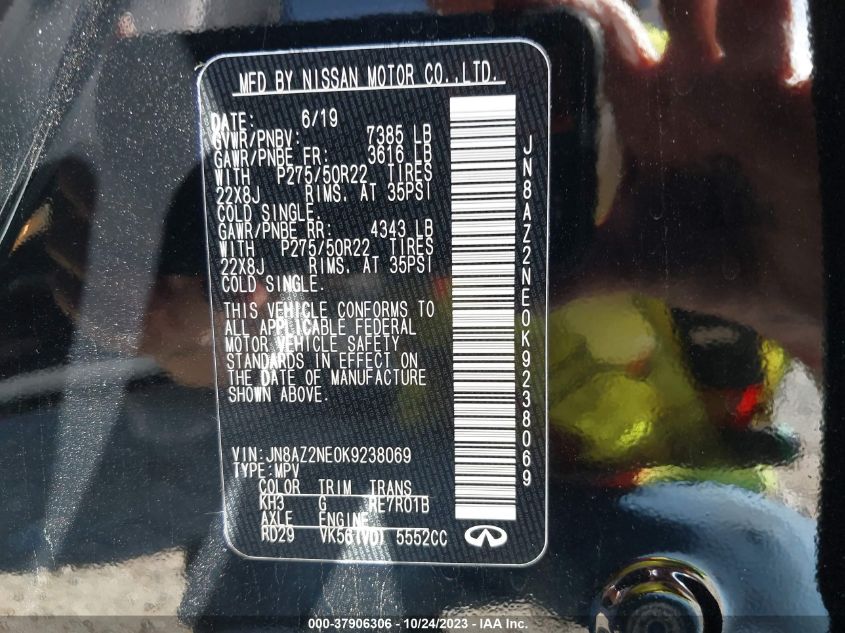 MFD BY NISSAN MOTOR CO.,LTD.
DATE: 6/19
GVWR/PNBV: 7385 LB
GAWR/PNBE FR: 3616 LB
WITH P275/50R22 TIRES
22X8J RIMS. AT 35PSI
COLD SINGLE.
GAWR/PNBE RR: 4343 LB
WITH P275/50R22 TIRES
22X8J RIMS. AT 35PSI
COLD SINGLE.
THIS VEHICLE CONFORMS TO
ALL APPLICABLE FEDERAL
MOTOR VEHICLE SAFETY
STANDARDS IN EFFECT ON
THE DATE OF MANUFACTURE
SHOWN ABOVE.
VIN:JN8AZ2NE0K9238069
TYPE:MPV
COLOR TRIM TRANS
KH3 G RE7R01B
AXLE ENGINE
RD29 VK56(VD) 5552CC
JN8AZ2NE0K9238069
000-37906306 - 10/24/2023 - IAA Inc.